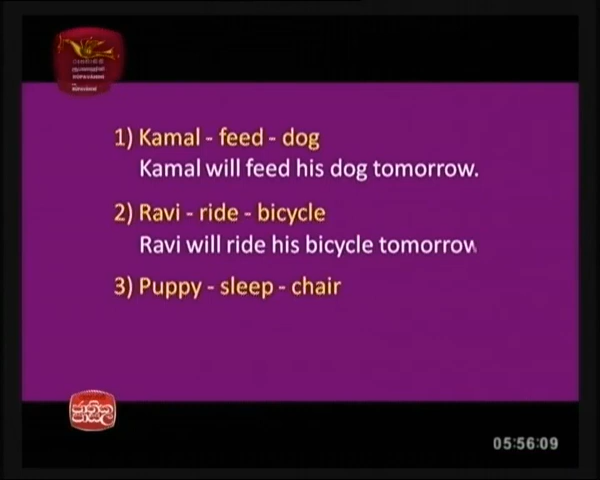 1) Kamal - feed - dog
Kamal will feed his dog tomorrow.
2) Ravi - ride - bicycle
Ravi will ride his bicycle tomorrow
3) Puppy - sleep - chair
05:56:09